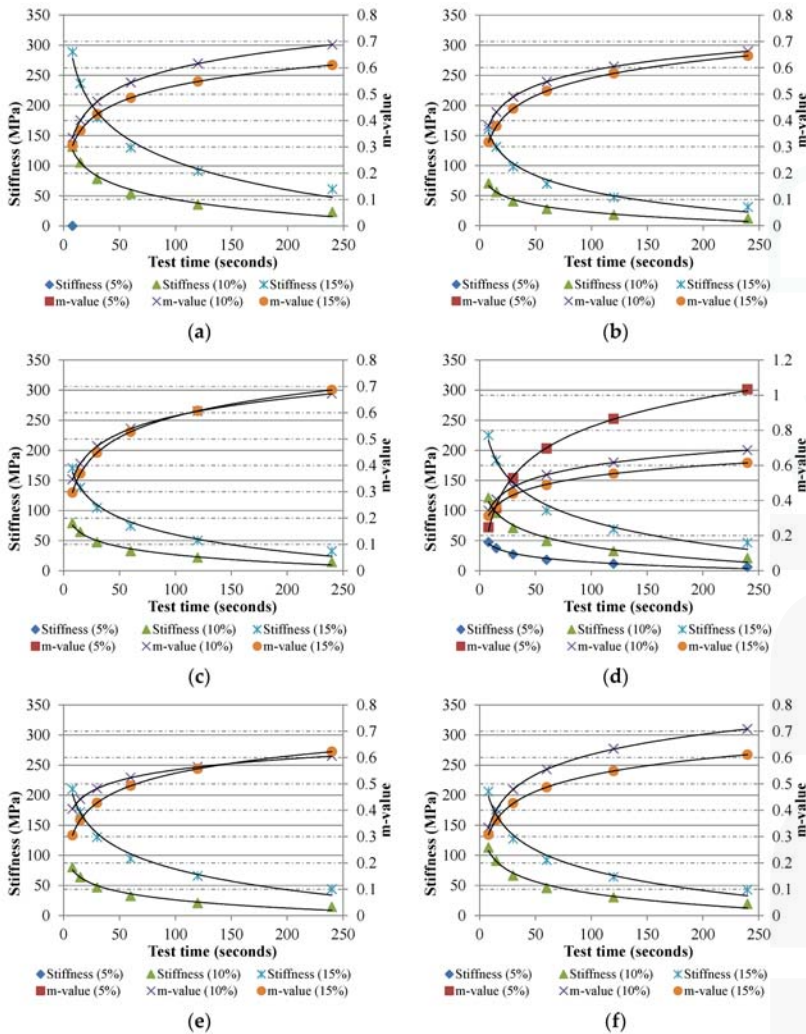 350 0.8
300 0.7
250 0.6
200 0.5
150 0.4
100 0.3
50 0.2
0 0.1
0
Stiffness (MPa)
m-value
0 50 100 150 200 250
Test time (seconds)
Stiffness (5%) Stiffness (10%) Stiffness (15%)
m-value (5%) m-value (10%) m-value (15%)
(a)
350 0.8
300 0.7
250 0.6
200 0.5
150 0.4
100 0.3
50 0.2
0 0.1
0
Stiffness (MPa)
m-value
0 50 100 150 200 250
Test time (seconds)
Stiffness (5%) Stiffness (10%) Stiffness (15%)
m-value (5%) m-value (10%) m-value (15%)
(b)
350 0.8
300 0.7
250 0.6
200 0.5
150 0.4
100 0.3
50 0.2
0 0.1
0
Stiffness (MPa)
m-value
0 50 100 150 200 250
Test time (seconds)
Stiffness (5%) Stiffness (10%) Stiffness (15%)
m-value (5%) m-value (10%) m-value (15%)
(c)
350 1.2
300 1
250 0.8
200 0.6
150 0.4
100 0.2
50 0
0
Stiffness (MPa)
m-value
0 50 100 150 200 250
Test time (seconds)
Stiffness (5%) Stiffness (10%) Stiffness (15%)
m-value (5%) m-value (10%) m-value (15%)
(d)
350 0.8
300 0.7
250 0.6
200 0.5
150 0.4
100 0.3
50 0.2
0 0.1
0
Stiffness (MPa)
m-value
0 50 100 150 200 250
Test time (seconds)
Stiffness (5%) Stiffness (10%) Stiffness (15%)
m-value (5%) m-value (10%) m-value (15%)
(e)
350 0.8
300 0.7
250 0.6
200 0.5
150 0.4
100 0.3
50 0.2
0 0.1
0
Stiffness (MPa)
m-value
0 50 100 150 200 250
Test time (seconds)
Stiffness (5%) Stiffness (10%) Stiffness (15%)
m-value (5%) m-value (10%) m-value (15%)
(f)